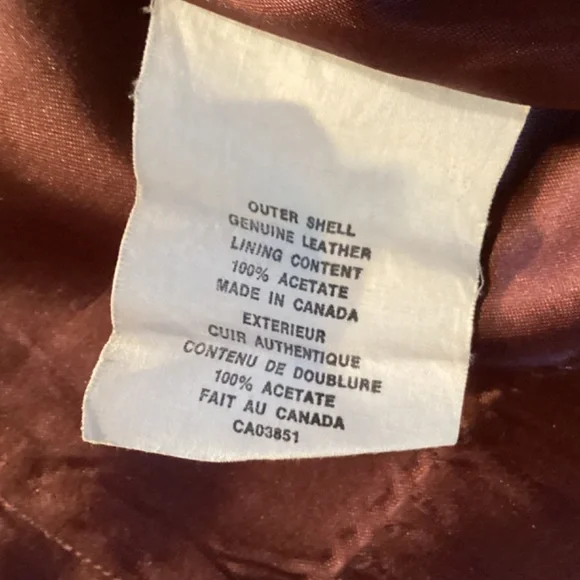 OUTER SHELL
GENUINE LEATHER
LINING CONTENT
100% ACETATE
MADE IN CANADA
EXTERIEUR
CUIR AUTHENTIQUE
CONTENU DE DOUBLURE
100% ACETATE
FAIT AU CANADA
CA03851